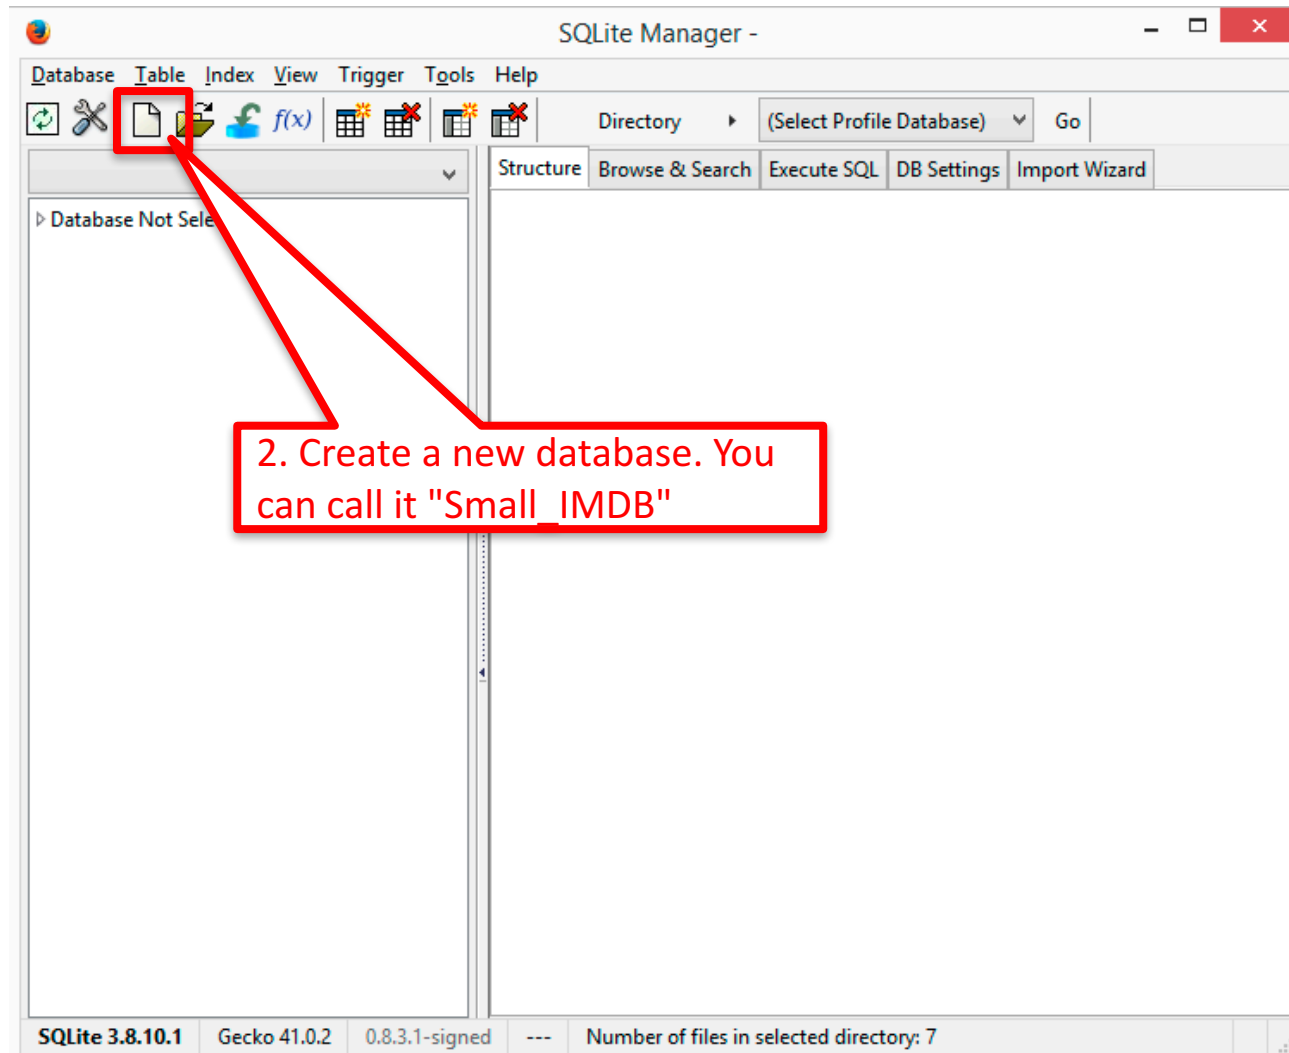 SQLite Manager -
Database Table Index View Trigger Tools Help
f(x) Directory (Select Profile Database) Go
Structure Browse & Search Execute SQL DB Settings Import Wizard
Database Not Sele
2. Create a new database. You
can call it "Small_IMDB"
SQLite 3.8.10.1 Gecko 41.0.2 0.8.3.1-signed --- Number of files in selected directory: 7